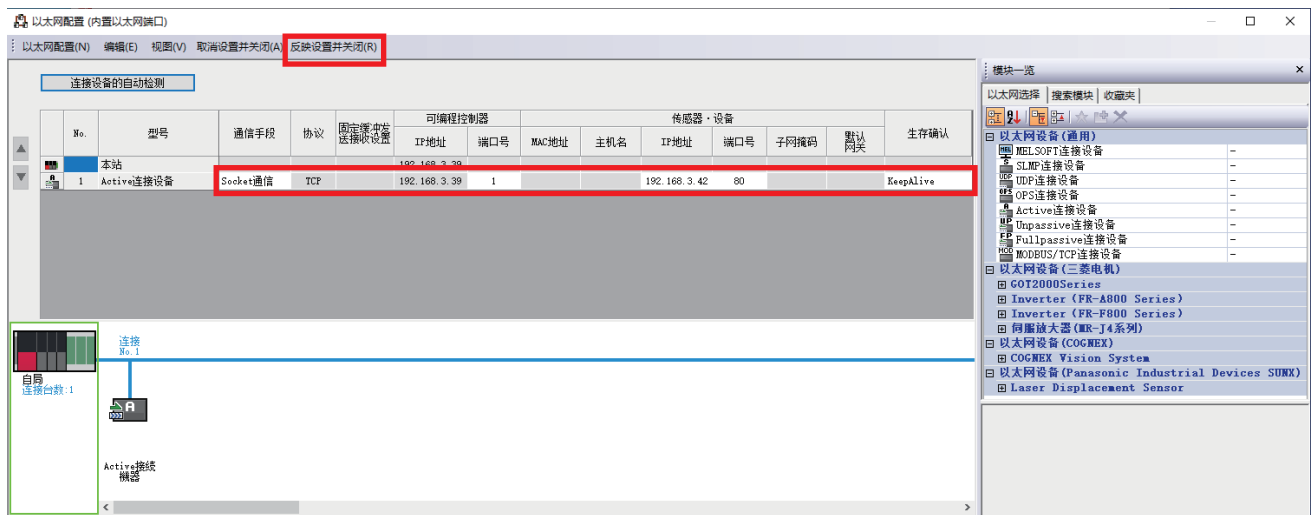 以太网配置 (内置以太网端口)
以太网配置(N) 编辑(E) 视图(V) 取消设置并关闭(A) 反映设置并关闭(R)
连接设备的自动检测
No. 型号 通信手段 协议 固定缓冲发送接收设置 可编程控制器 传感器・设备 生存确认
IP地址 端口号 MAC地址 主机名 IP地址 端口号 子网掩码 默认网关
本站 192.168.3.39
1 Active连接设备 Socket通信 TCP 192.168.3.39 1 192.168.3.42 80 KeepAlive
连接
No.1
自局
连接台数:1
A
Active接续
機器
模块一览
以太网选择 搜索模块 收藏夹
以太网设备(通用)
MELSOFT连接设备 -
SLMP连接设备 -
UDP连接设备 -
OPS连接设备 -
Active连接设备 -
Unpassive连接设备 -
Fullpassive连接设备 -
MODBUS/TCP连接设备 -
以太网设备(三菱电机)
GOT2000Series
Inverter (FR-A800 Series)
Inverter (FR-F800 Series)
伺服放大器(MR-J4系列)
以太网设备(COGNEX)
COGNEX Vision System
以太网设备(Panasonic Industrial Devices SUNX)
Laser Displacement Sensor